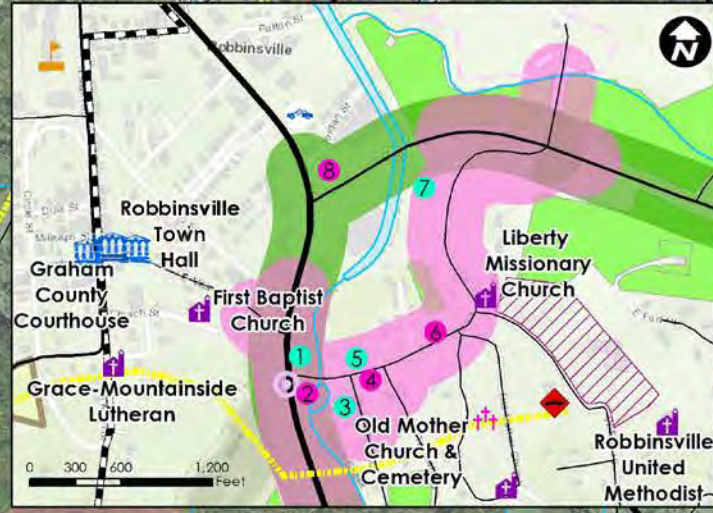 Robbinsville
N
8
7
Robbinsville
Town
Hall
Graham
County
Courthouse
First Baptist
Church
Liberty
Missionary
Church
1
2
3
4
5
6
Grace-Mountainside
Lutheran
Old Mother
Church &
Cemetery
Robbinsville
United
Methodist
0 300 600 1,200
Feet